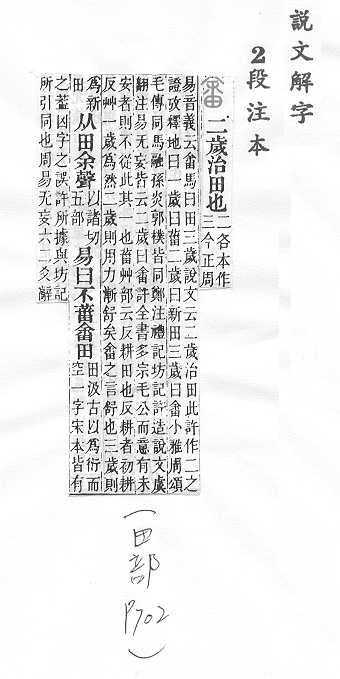 說文解字
2段注本
畬 二歲治田也 二各本作
三今正周
易音義云畬馬曰田三歲說文云二歲治田此許作二之
證攷釋地曰一歲曰菑二歲曰新田三歲曰畬小雅周頌
毛傳同馬融孫炎郭樸皆同鄭注禮記坊記許造說文虞
翻注易无妄皆云二歲曰畬許全書多宗毛公而意有未
安者則不從此其一也菑艸部云反耕田也反耕者初耕
反艸一歲爲然二歲則用力漸舒矣畬之言舒也三歲則
爲新
田
从田余聲
以諸切
五部
易曰不菑畬田
田汲古以爲衍而
空一字宋本皆有
之蓋凶字之誤許所據與坊記
所引同也周易无妄六二爻辭
(田部 P702)